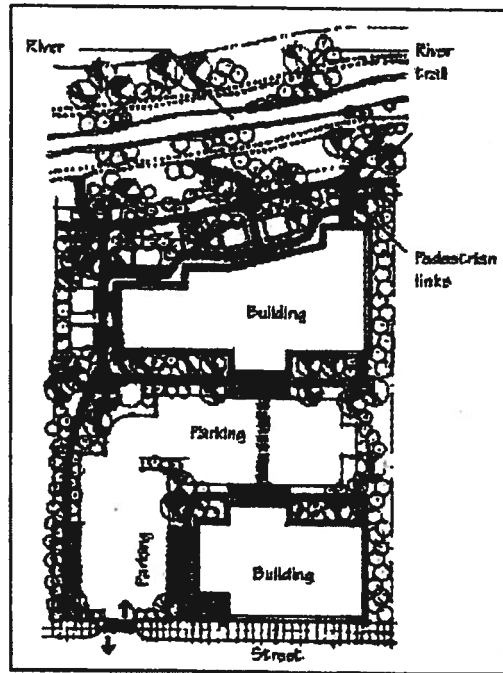 River
River
trail
Pedestrian
links
Building
Parking
Parking
Building
Street